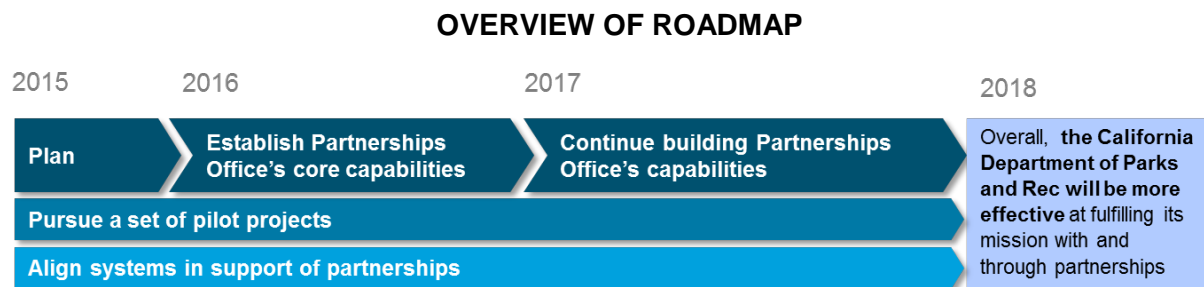 OVERVIEW OF ROADMAP
2015
2016
2017
2018
Plan
Establish Partnerships
Office's core capabilities
Continue building Partnerships
Office's capabilities
Pursue a set of pilot projects
Align systems in support of partnerships
Overall, the California
Department of Parks
and Rec will be more
effective at fulfilling its
mission with and
through partnerships